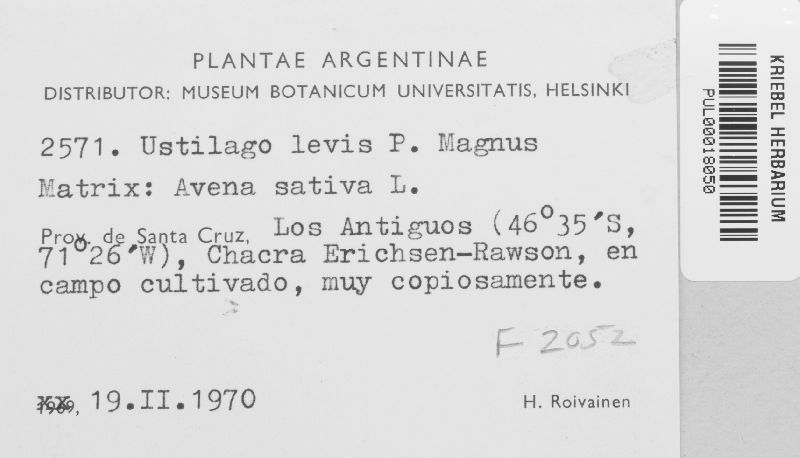 PLANTAE ARGENTINAE
DISTRIBUTOR: MUSEUM BOTANICUM UNIVERSITATIS, HELSINKI
2571. Ustilago levis P. Magnus
Matrix: Avena sativa L.
Prov. de Santa Cruz, Los Antiguos (46°35′S,
71°26′W), Chacra Erichsen-Rawson, en
campo cultivado, muy copiosamente.
F 2052
1969, 19.II.1970
H. Roivainen
KRIEBEL HERBARIUM
PUL00018050